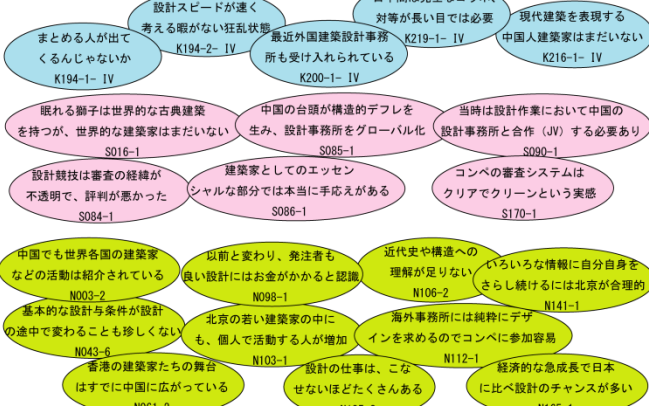 設計スピードが速く
考える暇がない狂乱状態
K194-2- IV
対等が長い目では必要
K219-1- IV
現代建築を表現する
中国人建築家はまだいない
K216-1- IV
まとめる人が出て
くるんじゃないか
K194-1- IV
最近外国建築設計事務
所も受け入れられている
K200-1- IV
眠れる獅子は世界的な古典建築
を持つが、世界的な建築家はまだいない
S016-1
中国の台頭が構造的デフレを
生み、設計事務所をグローバル化
S085-1
当時は設計作業において中国の
設計事務所と合作（JV）する必要あり
S090-1
設計競技は審査の経緯が
不透明で、評判が悪かった
S084-1
建築家としてのエッセン
シャルな部分では本当に手応えがある
S086-1
コンペの審査システムは
クリアでクリーンという実感
S170-1
中国でも世界各国の建築家
などの活動は紹介されている
N003-2
以前と変わり、発注者も
良い設計にはお金がかかると認識
N098-1
近代史や構造への
理解が足りない
N106-2
いろいろな情報に自分自身を
さらし続けるには北京が合理的
N141-1
基本的な設計与条件が設計
の途中で変わることも珍しくない
N043-6
北京の若い建築家の中に
も、個人で活動する人が増加
N103-1
海外事務所には純粋にデザ
インを求めるのでコンペに参加容易
N112-1
香港の建築家たちの舞台
はすでに中国に広がっている
設計の仕事は、こな
せないほどたくさんある
経済的な急成長で日本
に比べ設計のチャンスが多い